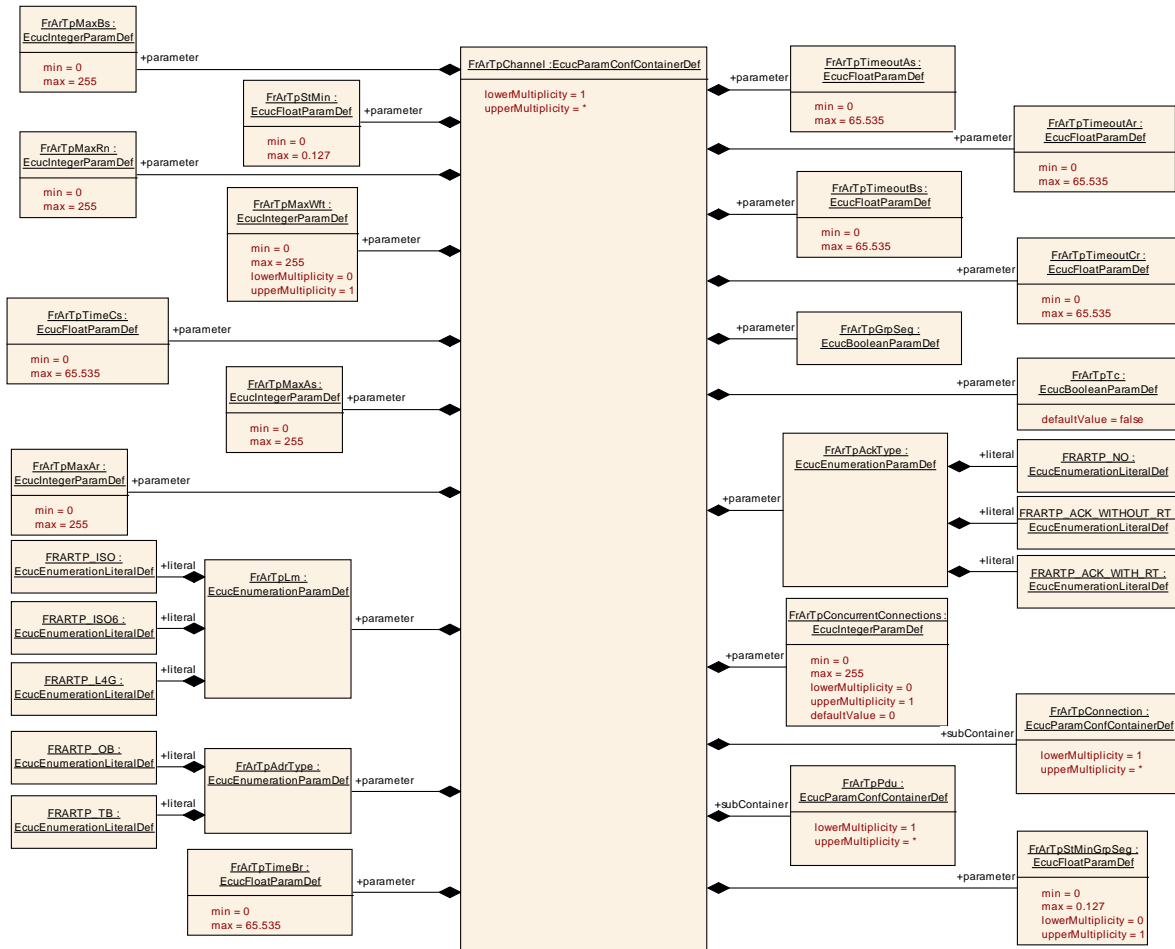 FrArTpMaxBs :
EcucIntegerParamDef
min = 0
max = 255
+parameter
FrArTpStMin :
EcucFloatParamDef
min = 0
max = 0.127
+parameter
FrArTpMaxRn :
EcucIntegerParamDef
min = 0
max = 255
+parameter
FrArTpMaxWft :
EcucIntegerParamDef
min = 0
max = 255
lowerMultiplicity = 0
upperMultiplicity = 1
+parameter
FrArTpTimeCs :
EcucFloatParamDef
min = 0
max = 65.535
+parameter
FrArTpMaxAs :
EcucIntegerParamDef
min = 0
max = 255
+parameter
FrArTpMaxAr :
EcucIntegerParamDef
min = 0
max = 255
+parameter
FRARTP_ISO :
EcucEnumerationLiteralDef
+literal
FRARTP_ISO6 :
EcucEnumerationLiteralDef
+literal
FRARTP_L4G :
EcucEnumerationLiteralDef
+literal
FrArTpLm :
EcucEnumerationParamDef
+parameter
FRARTP_OB :
EcucEnumerationLiteralDef
+literal
FRARTP_TB :
EcucEnumerationLiteralDef
+literal
FrArTpAdrType :
EcucEnumerationParamDef
+parameter
FrArTpTimeBr :
EcucFloatParamDef
min = 0
max = 65.535
+parameter
FrArTpChannel :EcucParamConfContainerDef
lowerMultiplicity = 1
upperMultiplicity = *
+parameter
FrArTpTimeoutAs :
EcucFloatParamDef
min = 0
max = 65.535
+parameter
FrArTpTimeoutAr :
EcucFloatParamDef
min = 0
max = 65.535
+parameter
FrArTpTimeoutBs :
EcucFloatParamDef
min = 0
max = 65.535
+parameter
FrArTpTimeoutCr :
EcucFloatParamDef
min = 0
max = 65.535
+parameter
FrArTpGrpSeg :
EcucBooleanParamDef
+parameter
FrArTpTc :
EcucBooleanParamDef
defaultValue = false
+parameter
FrArTpAckType :
EcucEnumerationParamDef
+literal
FRARTP_NO :
EcucEnumerationLiteralDef
+literal
FRARTP_ACK_WITHOUT_RT :
EcucEnumerationLiteralDef
+literal
FRARTP_ACK_WITH_RT :
EcucEnumerationLiteralDef
+parameter
FrArTpConcurrentConnections :
EcucIntegerParamDef
min = 0
max = 255
lowerMultiplicity = 0
upperMultiplicity = 1
defaultValue = 0
+subContainer
FrArTpConnection :
EcucParamConfContainerDef
lowerMultiplicity = 1
upperMultiplicity = *
+subContainer
FrArTpPdu :
EcucParamConfContainerDef
lowerMultiplicity = 1
upperMultiplicity = *
+parameter
FrArTpStMinGrpSeg :
EcucFloatParamDef
min = 0
max = 0.127
lowerMultiplicity = 0
upperMultiplicity = 1